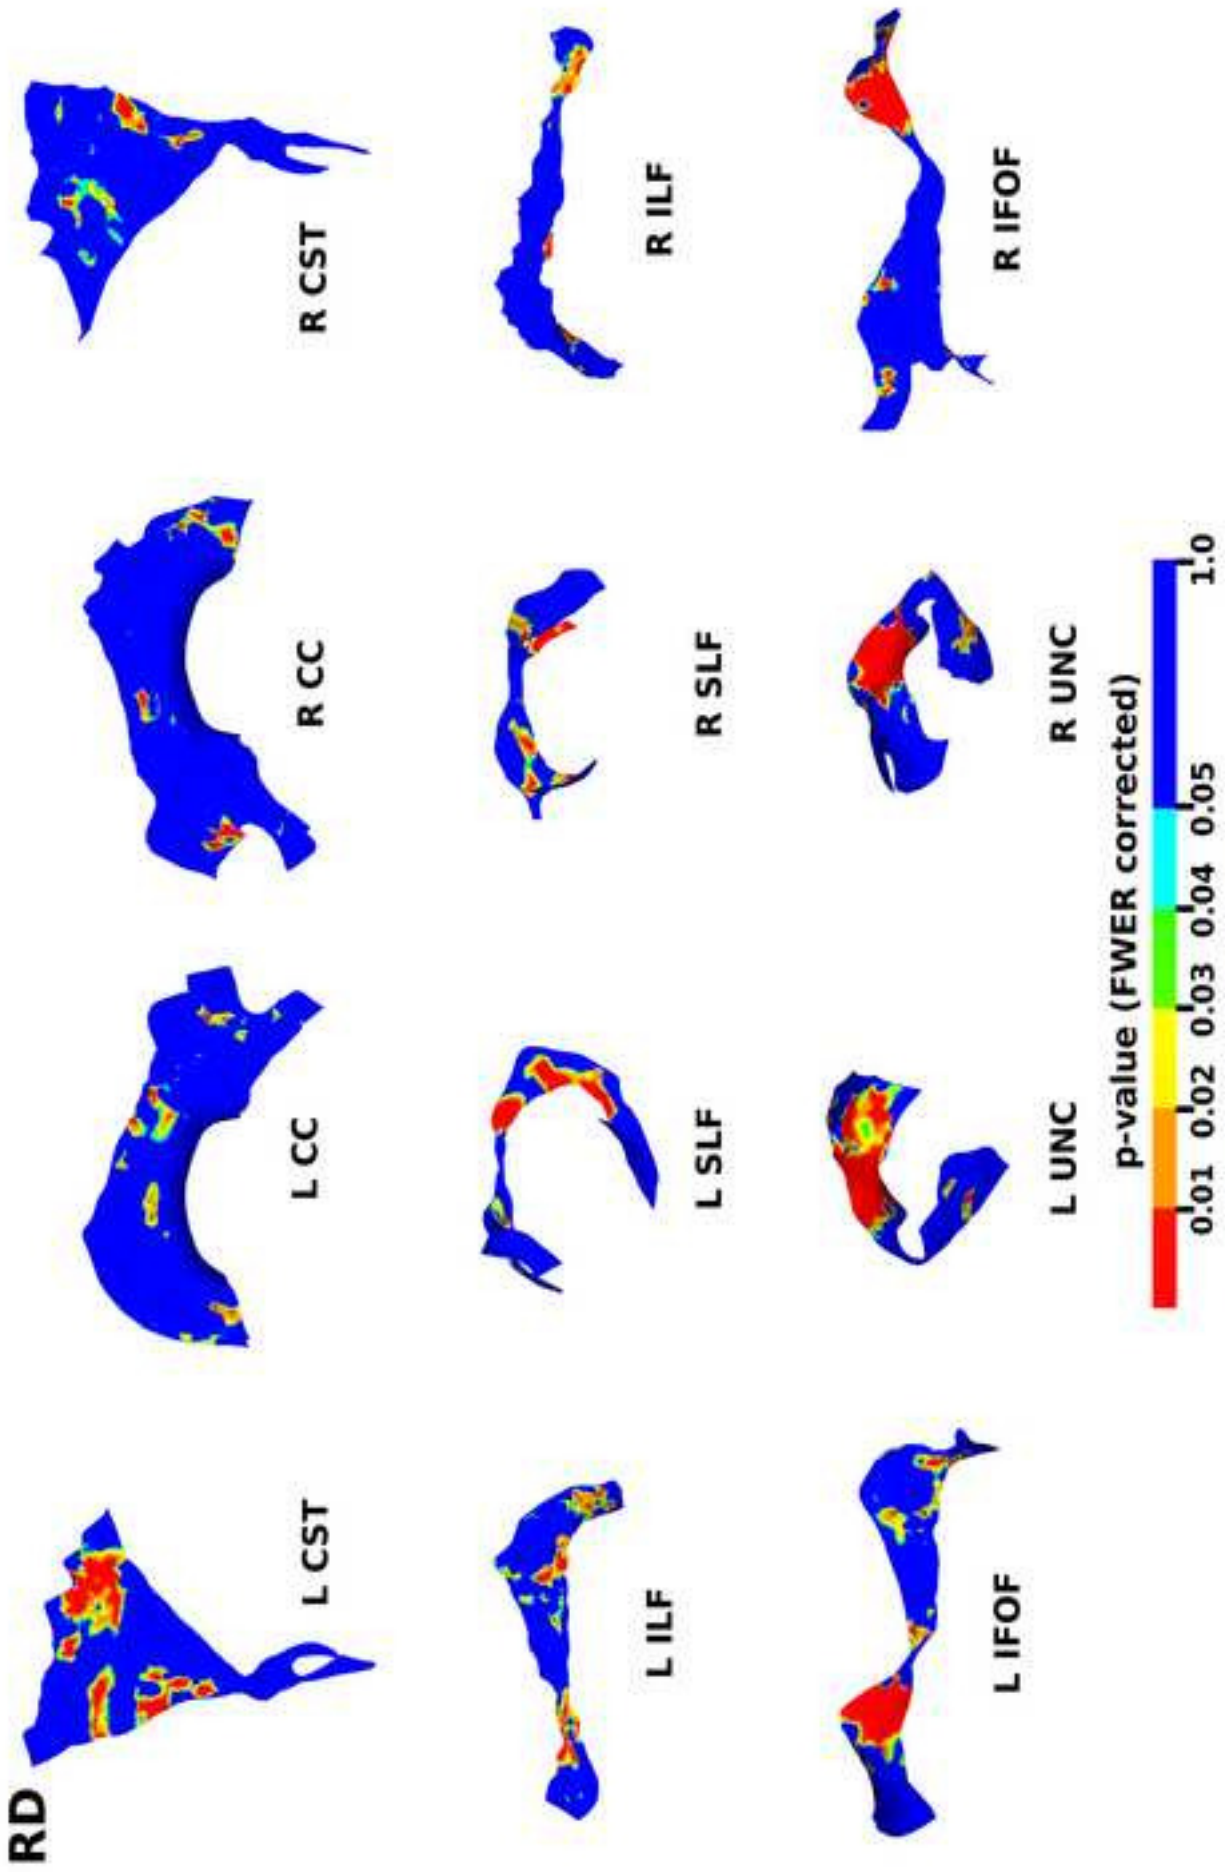 RD
L CST
L CC
R CC
R CST
L ILF
L SLF
R SLF
R ILF
L IFOF
L UNC
R UNC
R IFOF
p-value (FWER corrected)
0.01 0.02 0.03 0.04 0.05 1.0